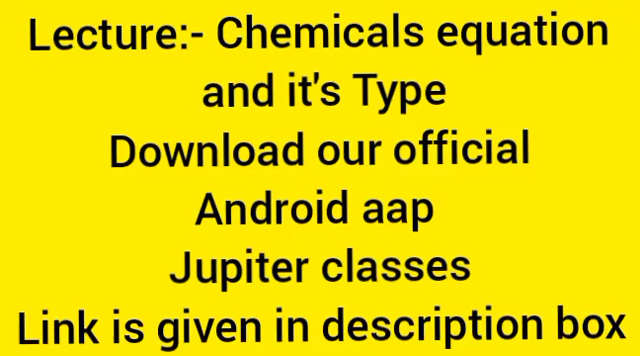 Lecture:- Chemicals equation
and it's Type
Download our official
Android aap
Jupiter classes
Link is given in description box